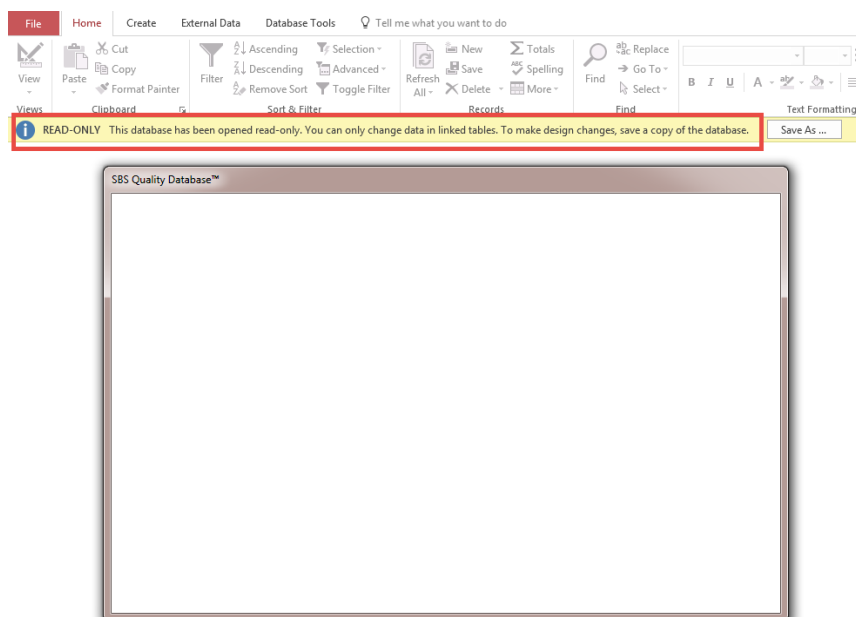 File Home Create External Data Database Tools Tell me what you want to do
Cut Ascending Selection New Totals Replace
Copy Descending Advanced Save Spelling Go To
View Paste Format Painter Filter Remove Sort Toggle Filter Refresh All Delete More Find Select B I U A
Views Clipboard Sort & Filter Records Find Text Formatting
READ-ONLY This database has been opened read-only. You can only change data in linked tables. To make design changes, save a copy of the database. Save As ...
SBS Quality Database™